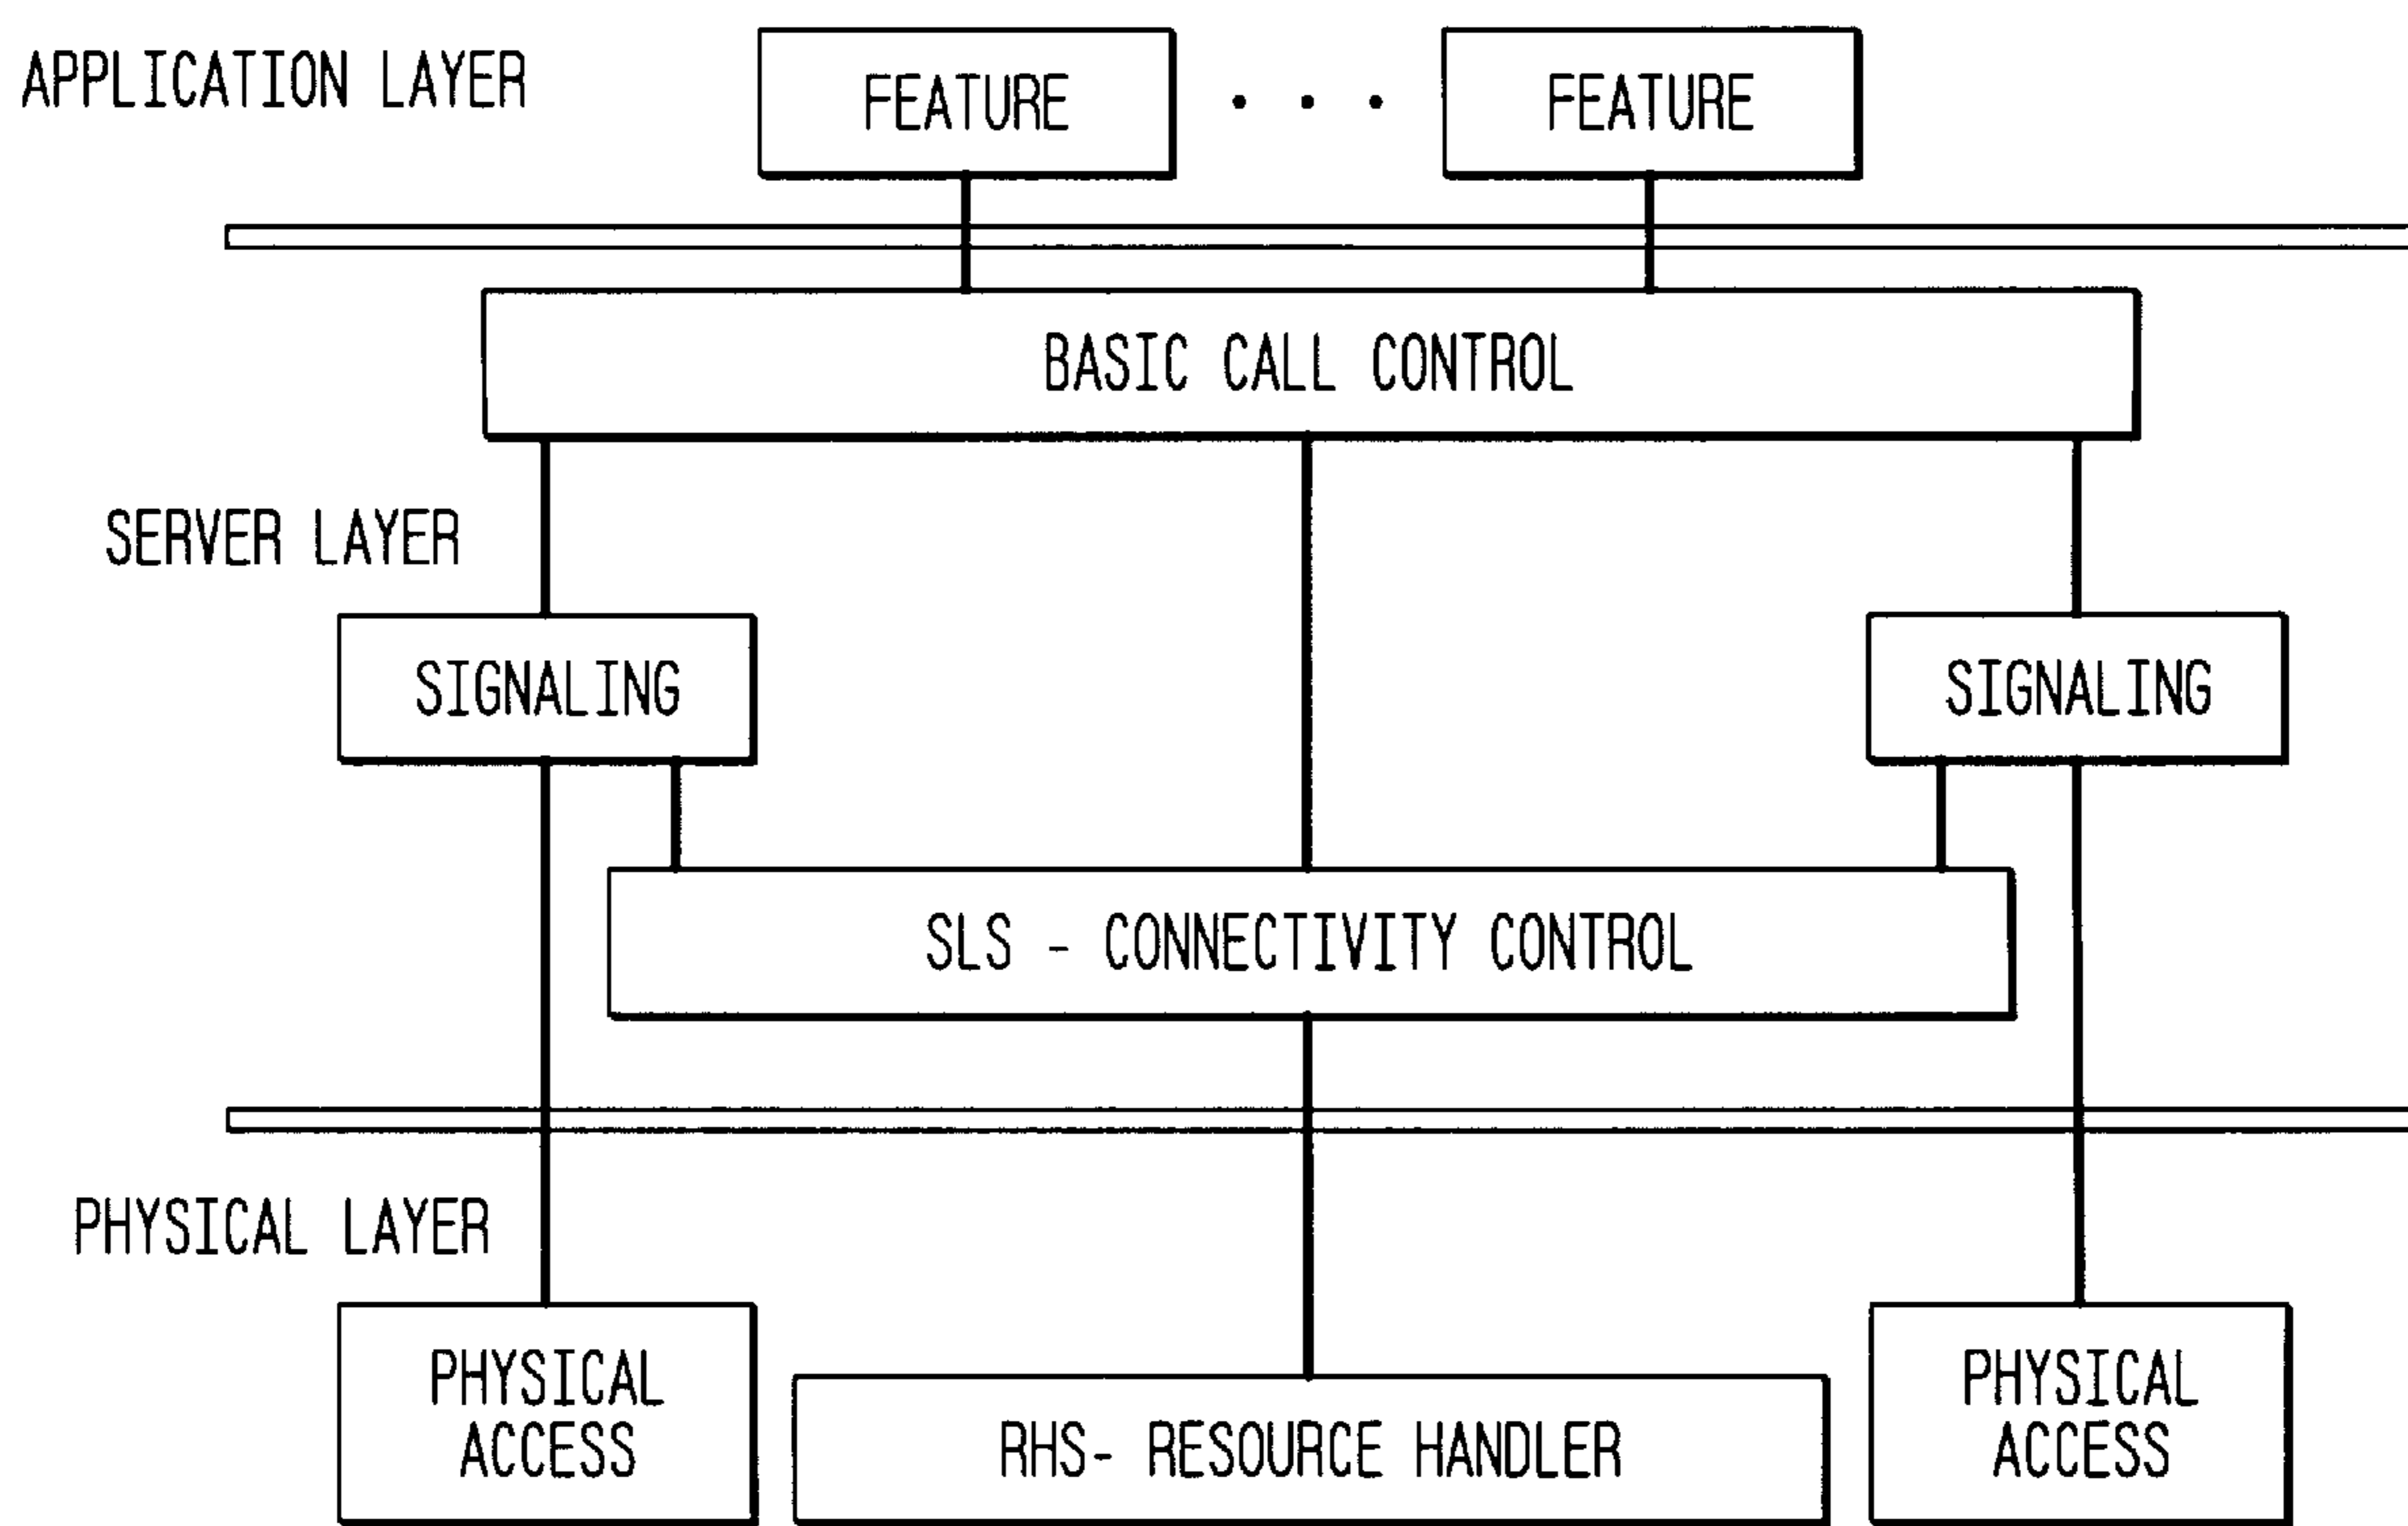 APPLICATION LAYER
FEATURE
. . .
FEATURE
BASIC CALL CONTROL
SERVER LAYER
SIGNALING
SIGNALING
SLS - CONNECTIVITY CONTROL
PHYSICAL LAYER
PHYSICAL
ACCESS
RHS- RESOURCE HANDLER
PHYSICAL
ACCESS